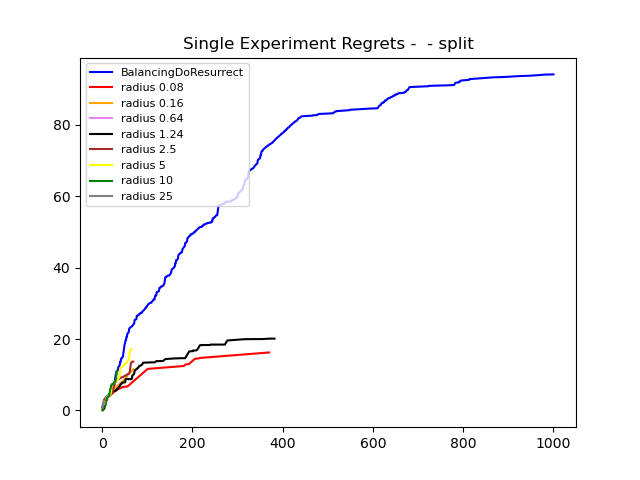 Single Experiment Regrets -  - split
BalancingDoResurrect
radius 0.08
radius 0.16
radius 0.64
radius 1.24
radius 2.5
radius 5
radius 10
radius 25
80
60
40
20
0
0 200 400 600 800 1000